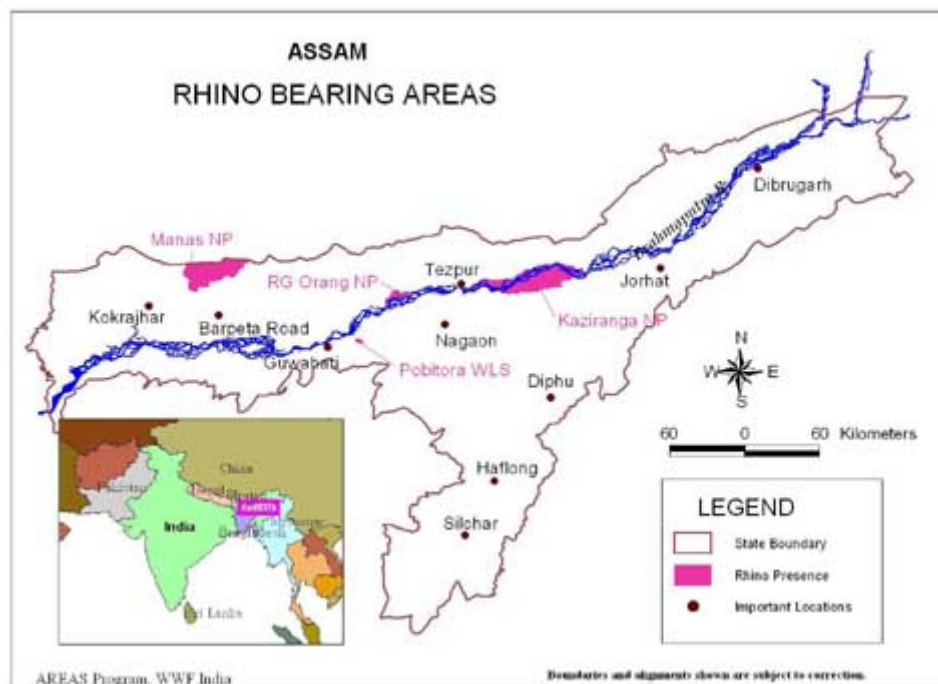 ASSAM
RHINO BEARING AREAS
Dibrugarh
Brahmaputra R
Manas NP
Tezpur
RG Orang NP
Jorhat
Kokrajhar
Kaziranga NP
Barpeta Road
Nagaon
Guwahati
Pobitora WLS
N
W
E
S
Diphu
60
0
60
Kilometers
Haflong
China
Pakistan
India
Silchar
Sri Lanka
LEGEND
State Boundary
Rhino Presence
Important Locations
AREAS Program, WWF India
Boundaries and alignments shown are subject to correction.